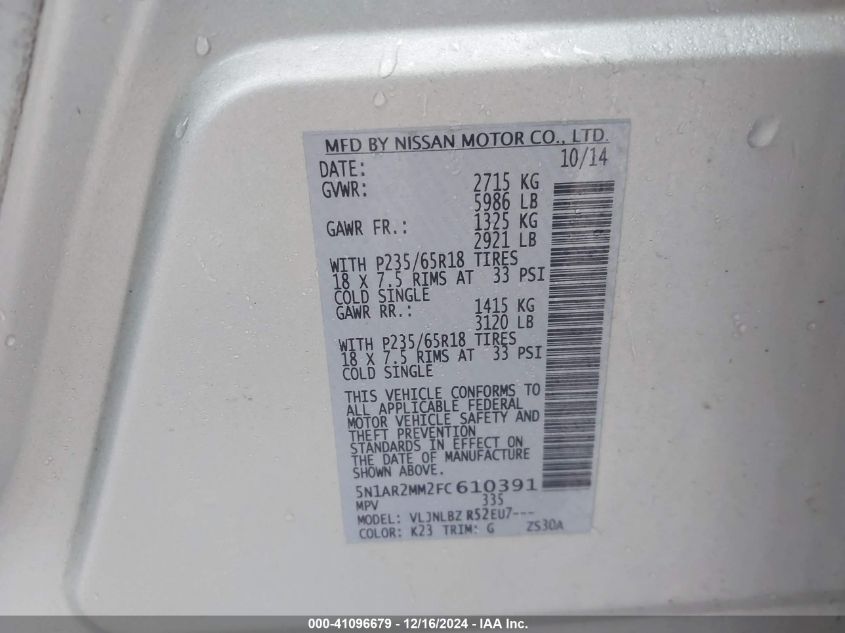 MFD BY NISSAN MOTOR CO., LTD.
DATE: 10/14
GVWR: 2715 KG
5986 LB
GAWR FR.: 1325 KG
2921 LB
WITH P235/65R18 TIRES
18 X 7.5 RIMS AT 33 PSI
COLD SINGLE
GAWR RR.: 1415 KG
3120 LB
WITH P235/65R18 TIRES
18 X 7.5 RIMS AT 33 PSI
COLD SINGLE
THIS VEHICLE CONFORMS TO
ALL APPLICABLE FEDERAL
MOTOR VEHICLE SAFETY AND
THEFT PREVENTION
STANDARDS IN EFFECT ON
THE DATE OF MANUFACTURE
SHOWN ABOVE.
5N1AR2MM2FC610391
MPV 335
MODEL: VLJNLBZ R52EU7---
COLOR: K23 TRIM: G ZS30A
000-41096679 - 12/16/2024 - IAA Inc.